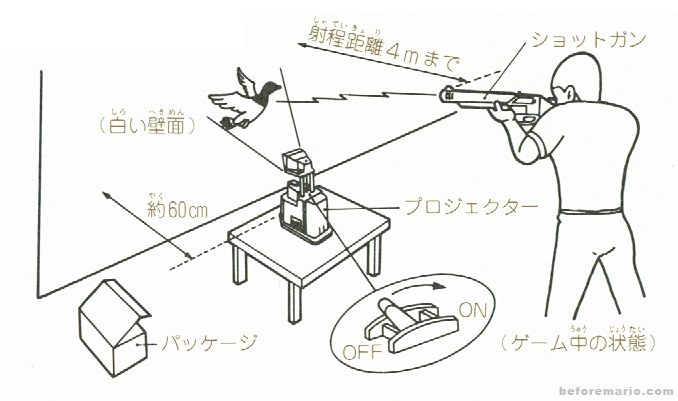 射程距離4mまで
しゃていきょり
ショットガン
(白い壁面)
しろ へきめん
約60cm
やく
プロジェクター
ON
OFF
パッケージ
(ゲーム中の状態)
ちゅう じょうたい
beforemario.com